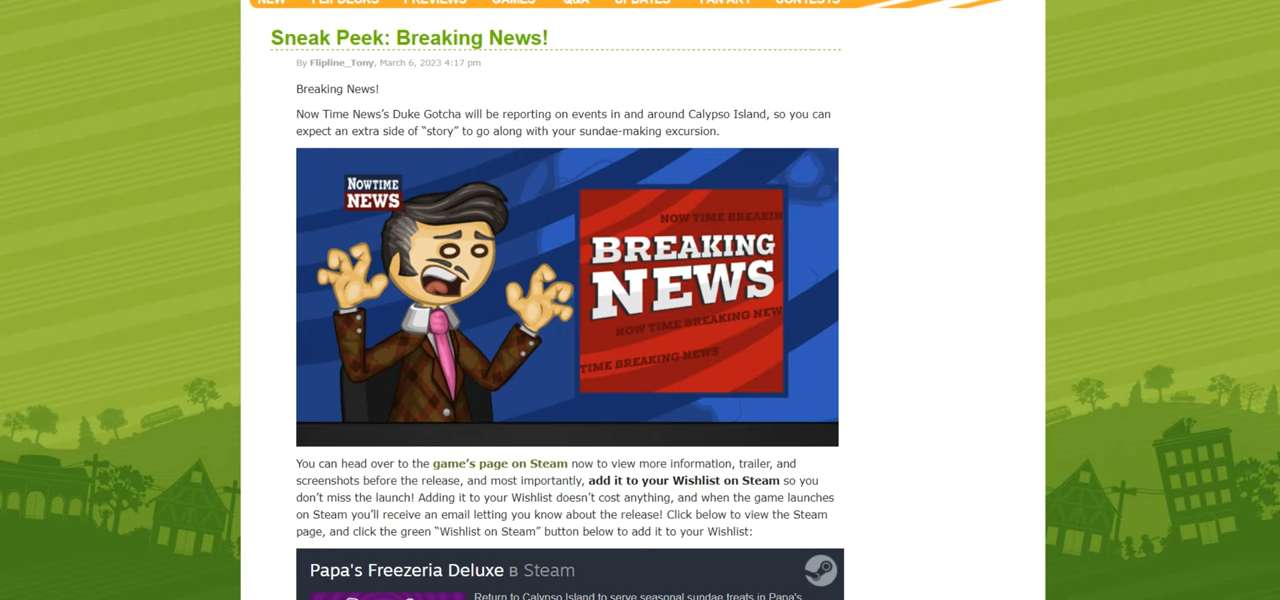 NEW FLIPDECKS PREVIEWS GAMES Q&A UPDATES FAN ART CONTESTS
Sneak Peek: Breaking News!
By Flipline_Tony, March 6, 2023 4:17 pm
Breaking News!
Now Time News’s Duke Gotcha will be reporting on events in and around Calypso Island, so you can
expect an extra side of “story” to go along with your sundae-making excursion.
NOWTIME
NEWS
NOW TIME BREAKIN
BREAKING
NEWS
NOW TIME BREAKING NEW
TIME BREAKING NEWS
You can head over to the game’s page on Steam now to view more information, trailer, and
screenshots before the release, and most importantly, add it to your Wishlist on Steam so you
don’t miss the launch! Adding it to your Wishlist doesn’t cost anything, and when the game launches
on Steam you’ll receive an email letting you know about the release! Click below to view the Steam
page, and click the green “Wishlist on Steam” button below to add it to your Wishlist:
Papa's Freezeria Deluxe в Steam
Return to Calypso Island to serve seasonal sundae treats in Papa's